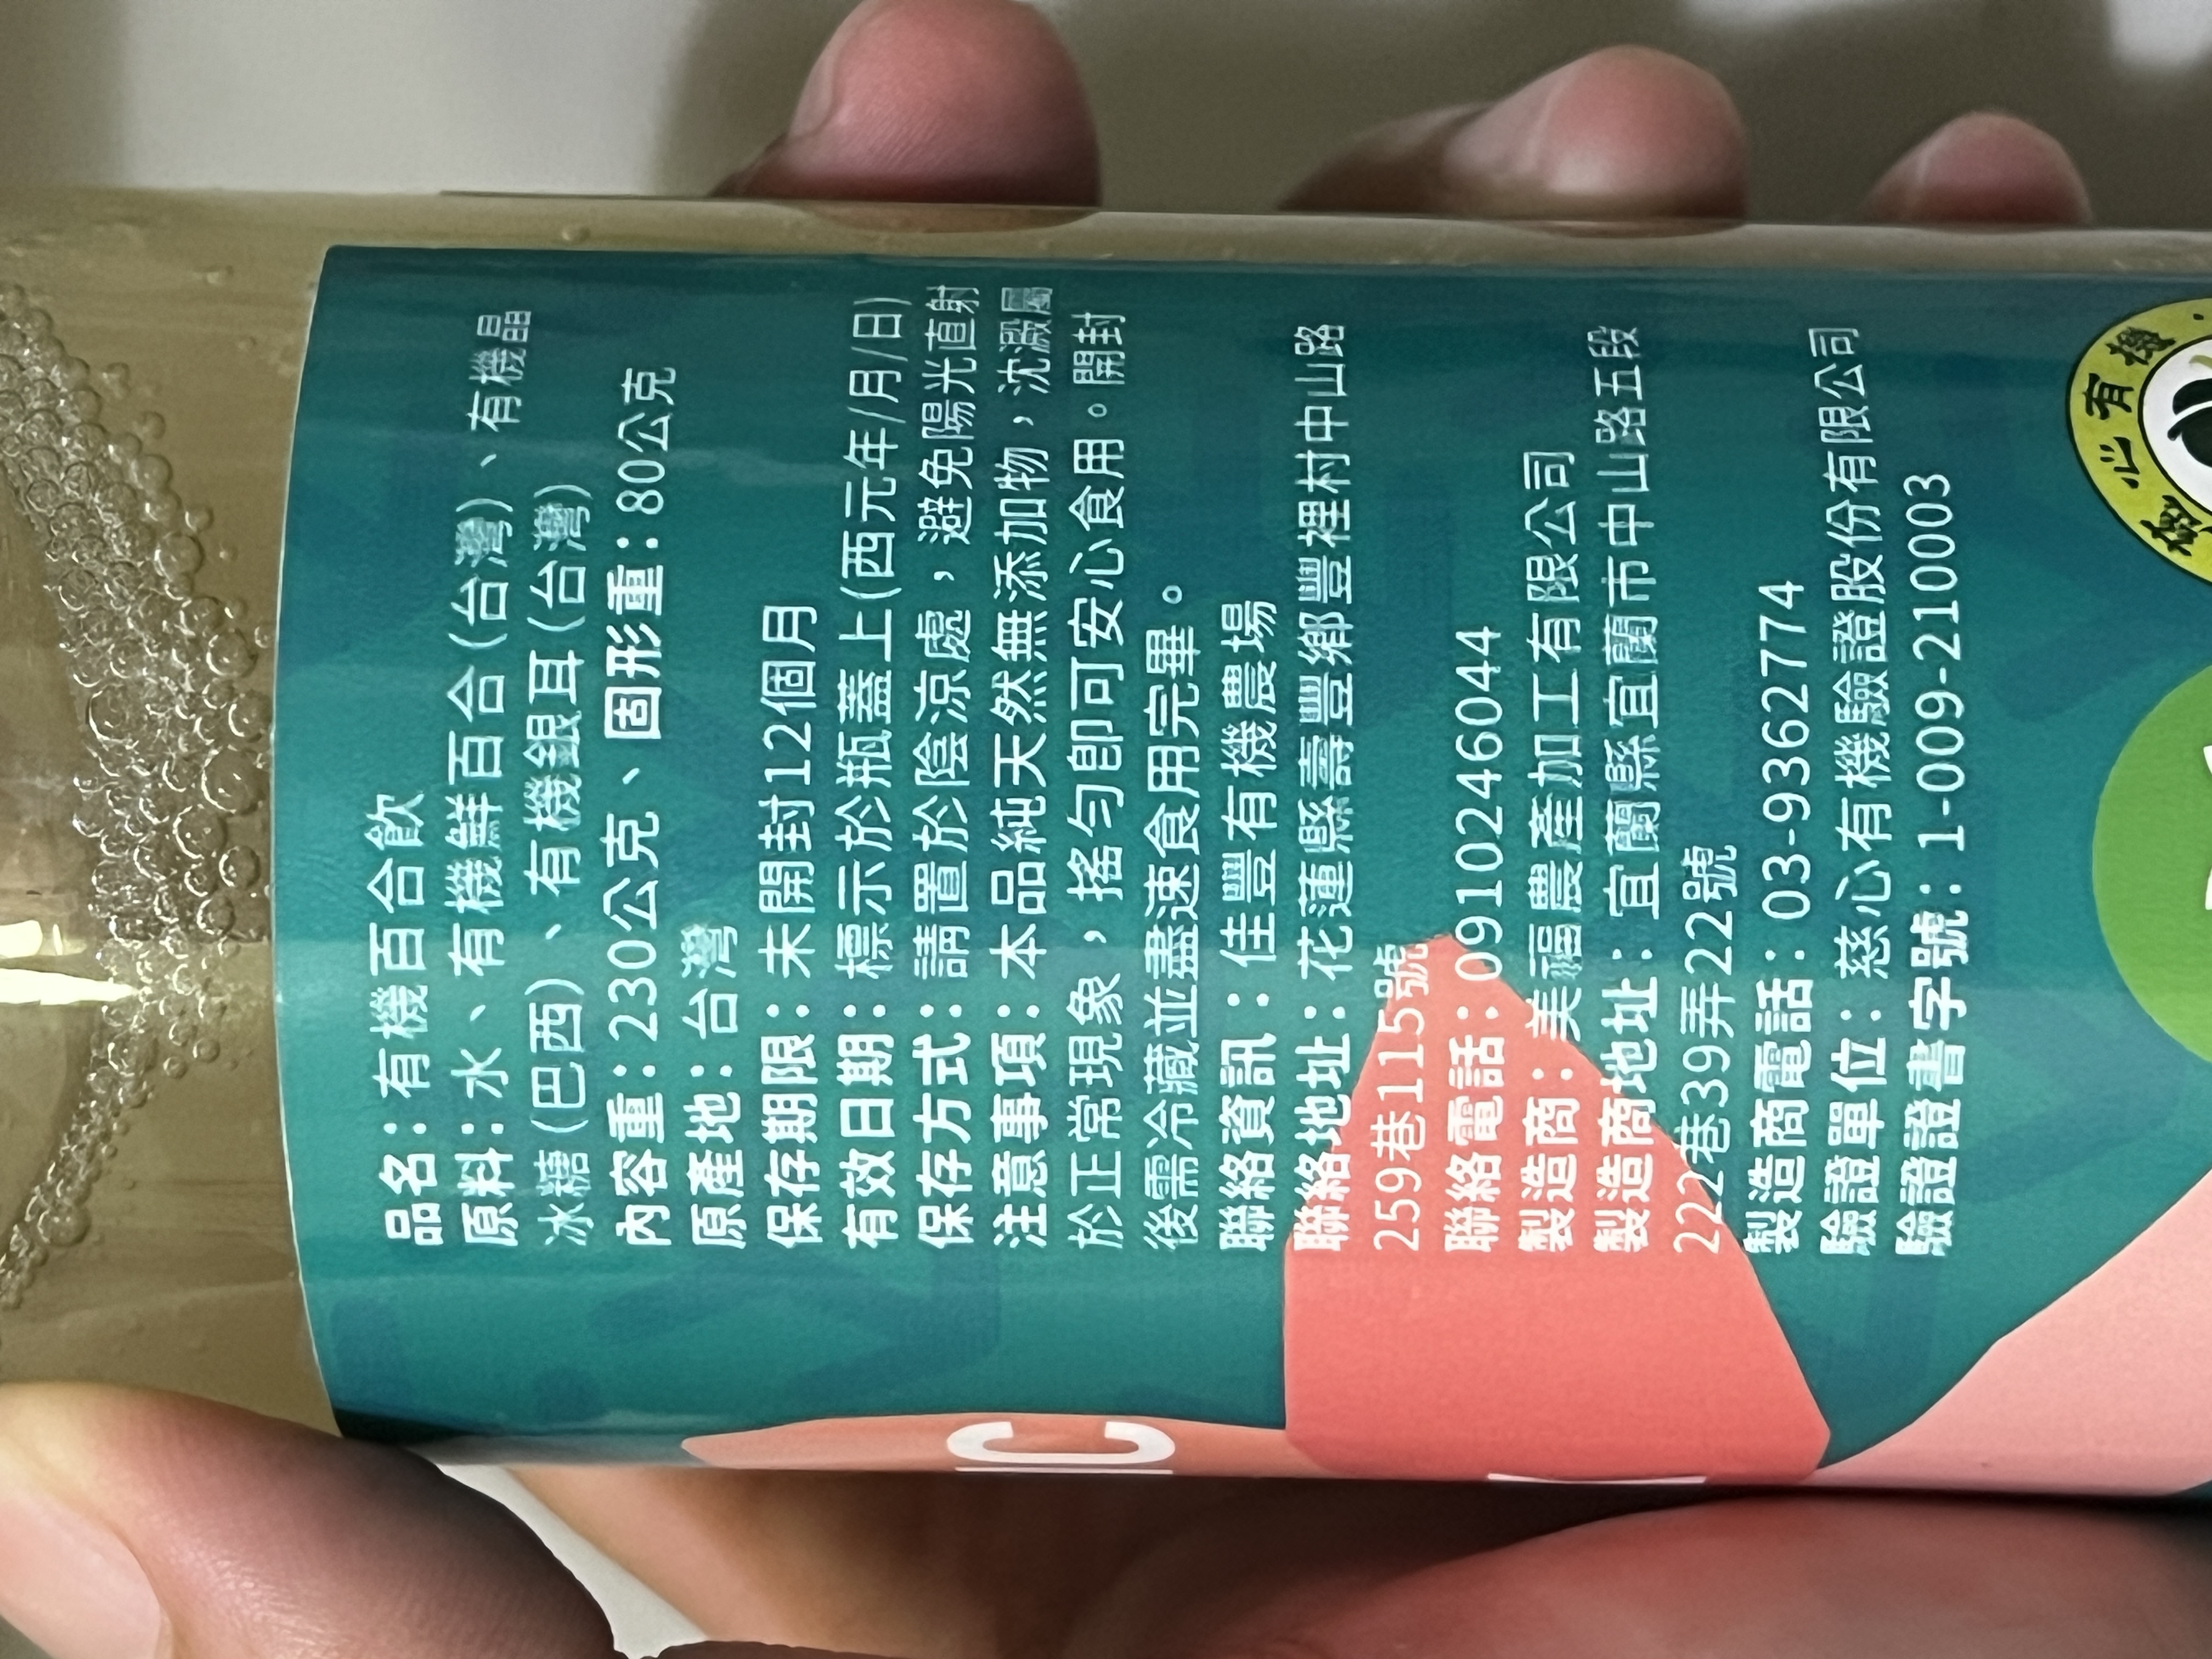 品名：有機百合飲
原料：水、有機鮮百合(台灣)、有機晶
冰糖(巴西)、有機銀耳(台灣)
內容重：230公克、固形重：80公克
原產地：台灣
保存期限：未開封12個月
有效日期：標示於瓶蓋上(西元年/月/日)
保存方式：請置於陰涼處，避免陽光直射
注意事項：本品純天然無添加物，沈澱屬
於正常現象，搖勻即可安心食用。開封
後需冷藏並盡速食用完畢。
聯絡資訊：佳豐有機農場
聯絡地址：花蓮縣壽豐鄉豐裡村中山路
259巷115號
聯絡電話：0910246044
製造商：美福農產加工有限公司
製造商地址：宜蘭縣宜蘭市中山路五段
222巷39弄22號
製造商電話：03-9362774
驗證單位：慈心有機驗證股份有限公司
驗證證書字號：1-009-210003
慈心有機
C